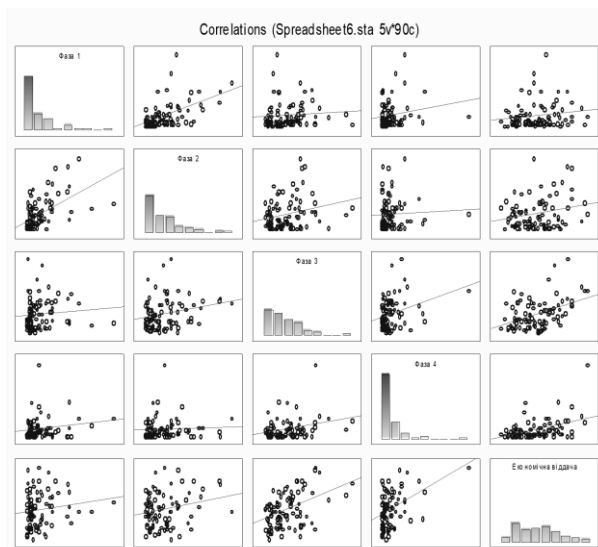 Correlations (Spreadsheet6.sta 5v*90c)
Фаза 1
Фаза 2
Фаза 3
Фаза 4
Економічна віддача